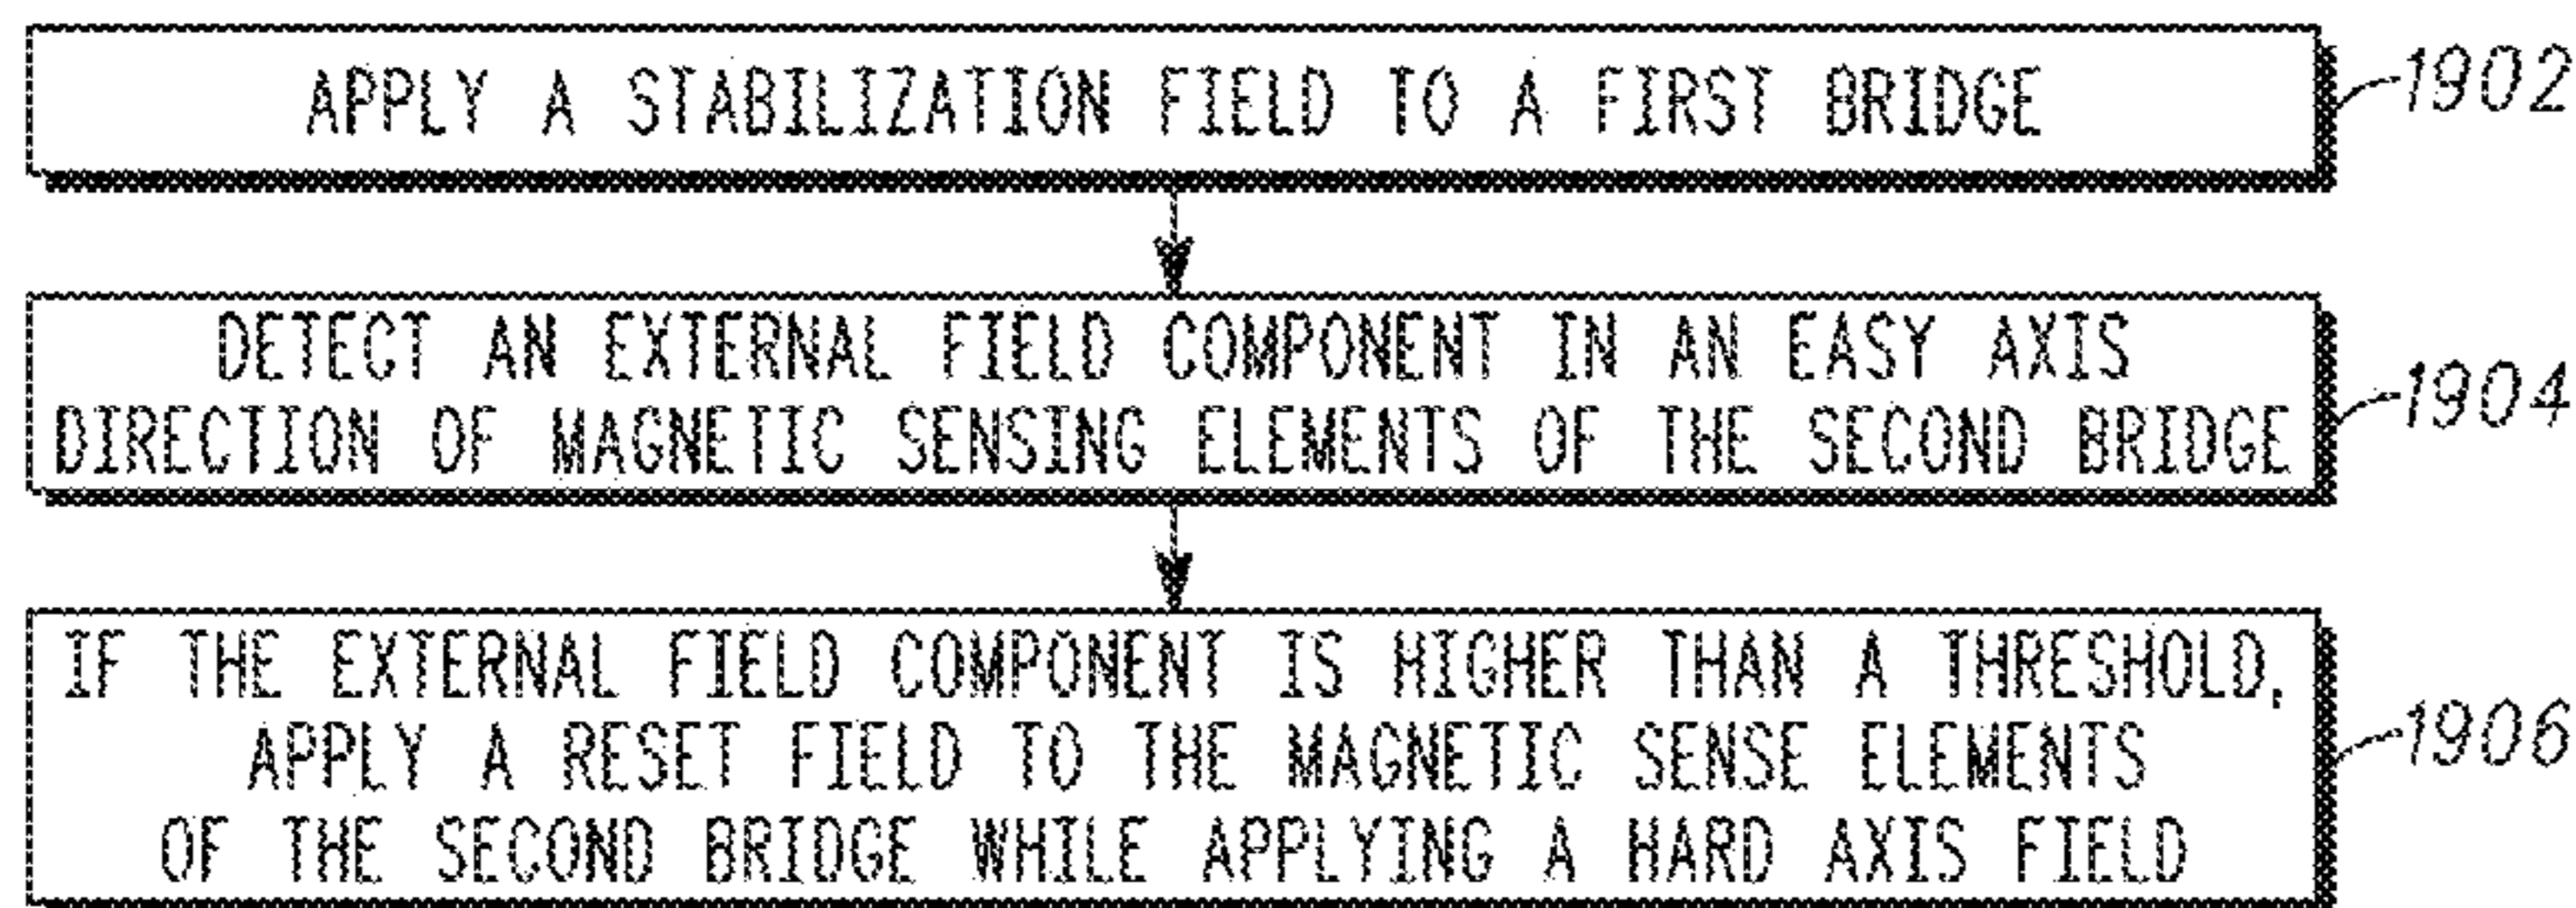 APPLY A STABILIZATION FIELD TO A FIRST BRIDGE
1902
DETECT AN EXTERNAL FIELD COMPONENT IN AN EASY AXIS
DIRECTION OF MAGNETIC SENSING ELEMENTS OF THE SECOND BRIDGE
1904
IF THE EXTERNAL FIELD COMPONENT IS HIGHER THAN A THRESHOLD,
APPLY A RESET FIELD TO THE MAGNETIC SENSE ELEMENTS
OF THE SECOND BRIDGE WHILE APPLYING A HARD AXIS FIELD
1906